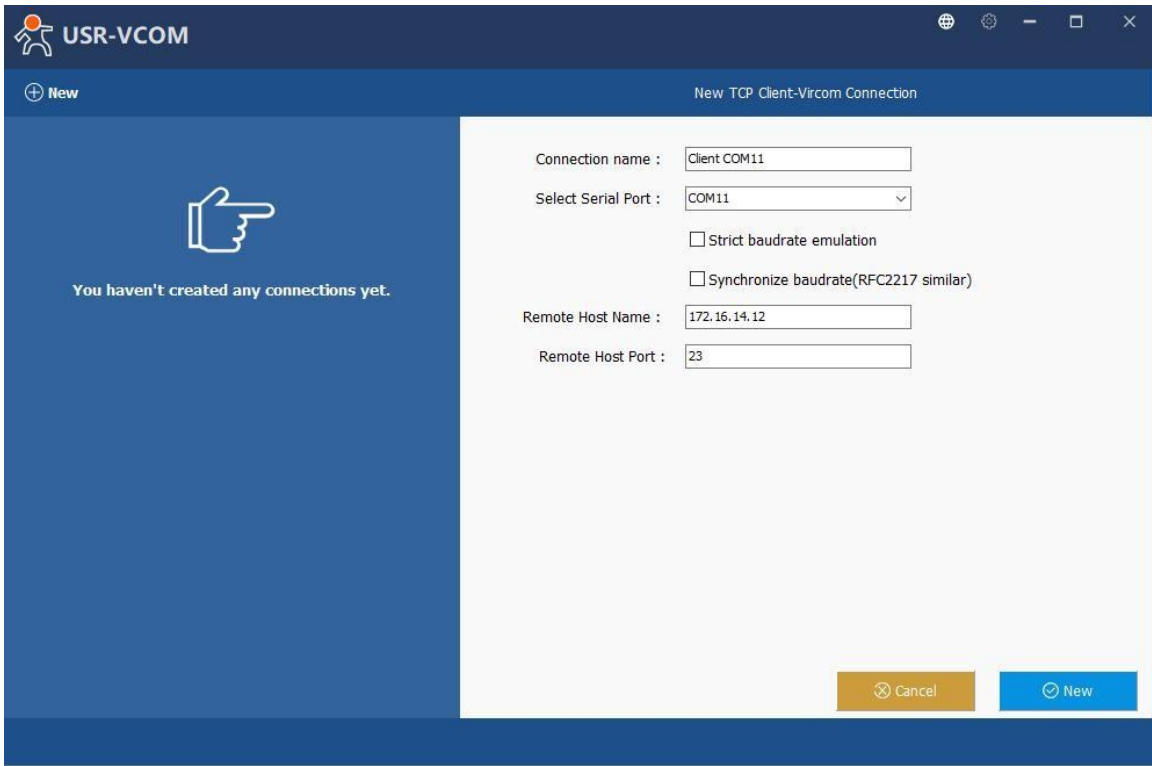 USR-VCOM
New
New TCP Client-Vircom Connection
You haven't created any connections yet.
Connection name :
Client COM11
Select Serial Port :
COM11
Strict baudrate emulation
Synchronize baudrate(RFC2217 similar)
Remote Host Name :
172.16.14.12
Remote Host Port :
23
Cancel
New